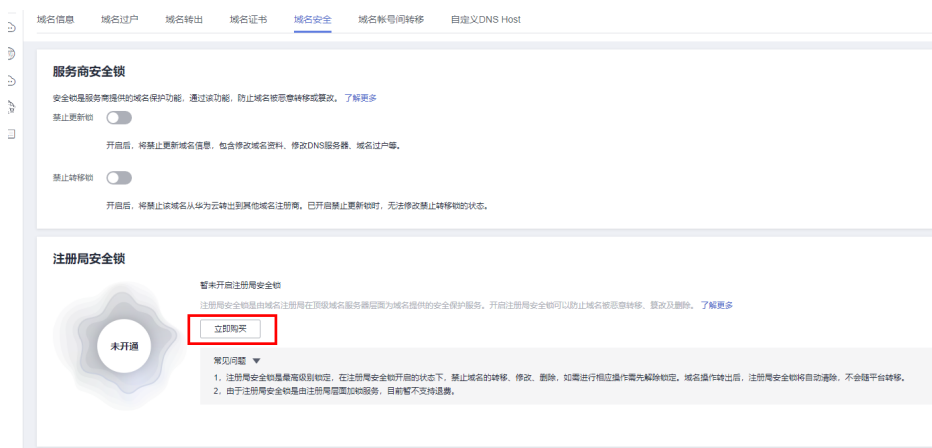 域名信息 域名过户 域名转出 域名证书 域名安全 域名帐号间转移 自定义DNS Host
服务商安全锁
安全锁是服务商提供的域名保护功能，通过该功能，防止域名被恶意转移或篡改。 了解更多
禁止更新锁
开启后，将禁止更新域名信息，包含修改域名资料、修改DNS服务器、域名过户等。
禁止转移锁
开启后，将禁止该域名从华为云转出到其他域名注册商。已开启禁止更新锁时，无法修改禁止转移锁的状态。
注册局安全锁
暂未开启注册局安全锁
注册局安全锁是由域名注册局在顶级域名服务器层面为域名提供的安全保护服务。开启注册局安全锁可以防止域名被恶意转移、篡改及删除。 了解更多
立即购买
未开通
常见问题
1，注册局安全锁是最高级别锁定，在注册局安全锁开启的状态下，禁止域名的转移、修改、删除，如需进行相应操作需先解除锁定。域名操作转出后，注册局安全锁将自动清除，不会随平台转移。
2，由于注册局安全锁是由注册局层面加锁服务，目前暂不支持退费。